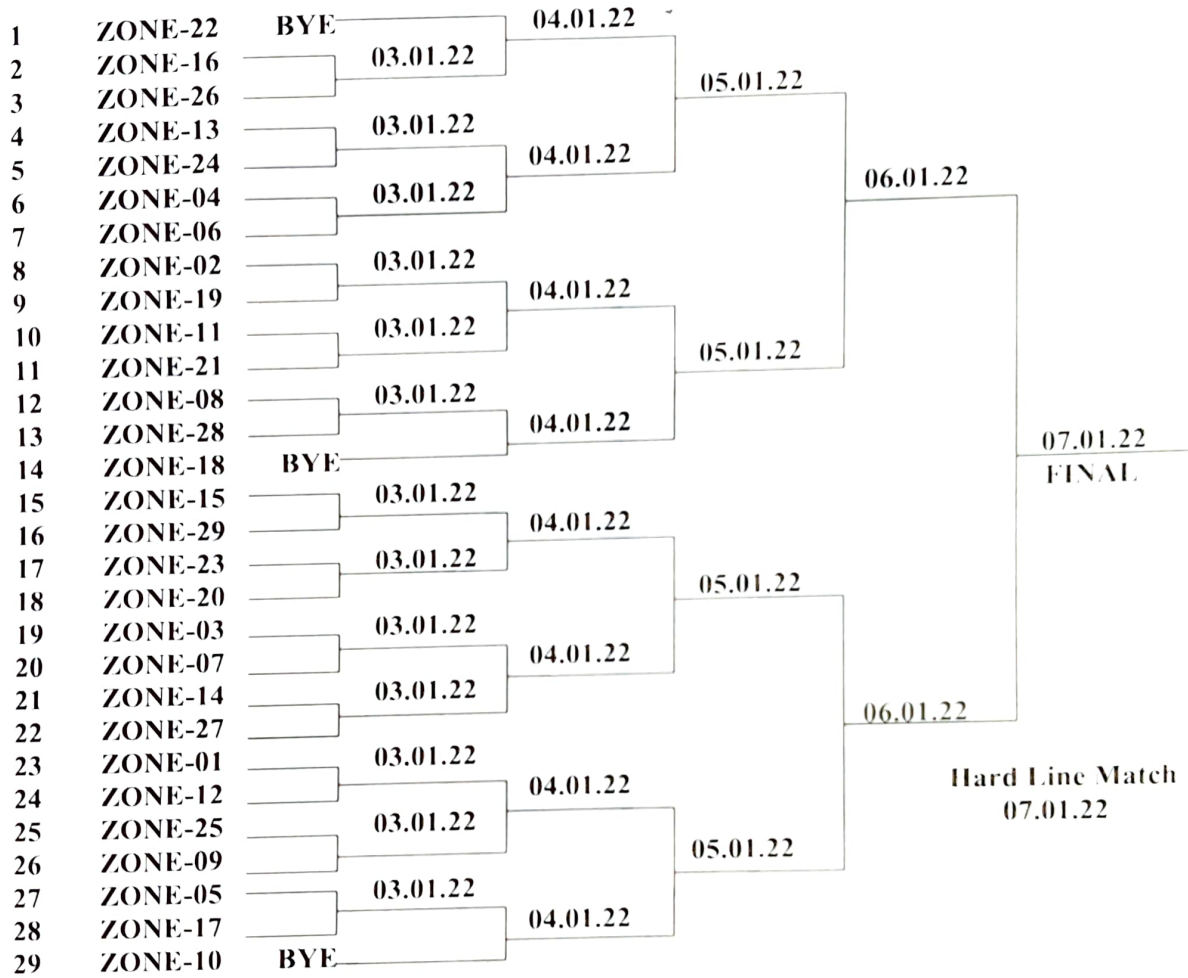 1 ZONE-22 BYE 04.01.22
2 ZONE-16 03.01.22
3 ZONE-26 05.01.22
4 ZONE-13 03.01.22
5 ZONE-24 04.01.22
6 ZONE-04 03.01.22 06.01.22
7 ZONE-06
8 ZONE-02 03.01.22
9 ZONE-19 04.01.22
10 ZONE-11 03.01.22
11 ZONE-21 05.01.22
12 ZONE-08 03.01.22
13 ZONE-28 04.01.22 07.01.22
14 ZONE-18 BYE FINAL
15 ZONE-15 03.01.22
16 ZONE-29 04.01.22
17 ZONE-23 03.01.22
18 ZONE-20 05.01.22
19 ZONE-03 03.01.22
20 ZONE-07 04.01.22
21 ZONE-14 03.01.22
22 ZONE-27 06.01.22
23 ZONE-01 03.01.22 Hard Line Match
24 ZONE-12 04.01.22 07.01.22
25 ZONE-25 03.01.22
26 ZONE-09 05.01.22
27 ZONE-05 03.01.22
28 ZONE-17 04.01.22
29 ZONE-10 BYE